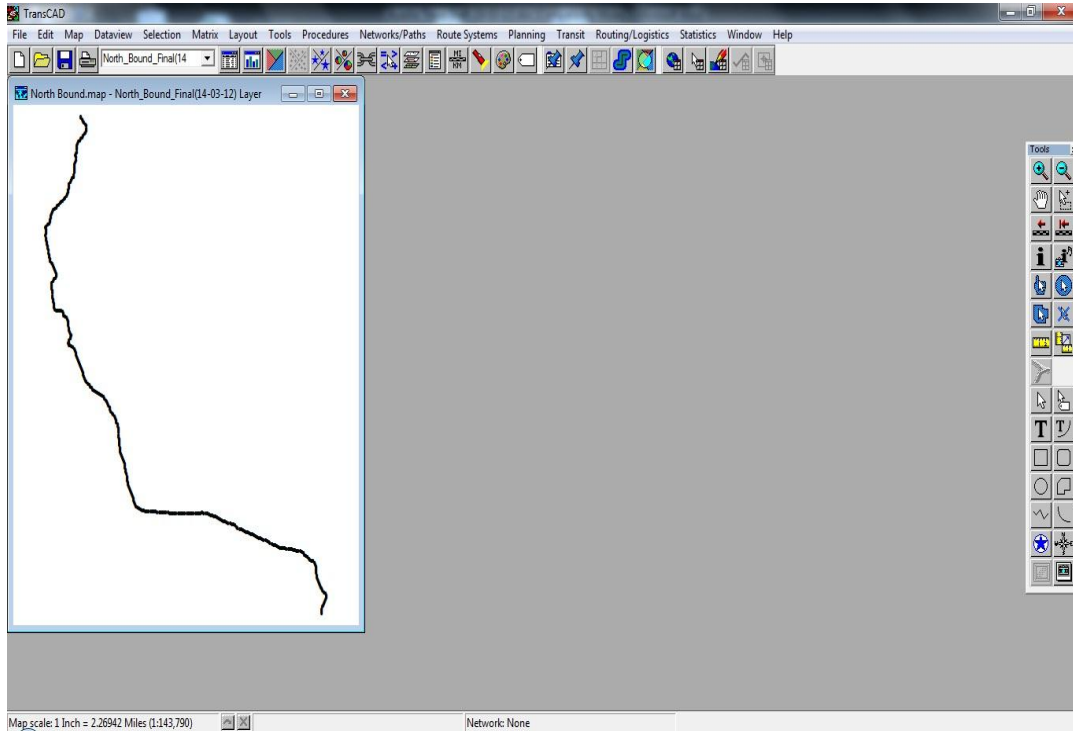 TransCAD
File Edit Map Dataview Selection Matrix Layout Tools Procedures Networks/Paths Route Systems Planning Transit Routing/Logistics Statistics Window Help
North_Bound_Final(14
North Bound.map - North_Bound_Final(14-03-12) Layer
Tools
T T
Map scale: 1 Inch = 2.26942 Miles (1:143,790)
Network: None